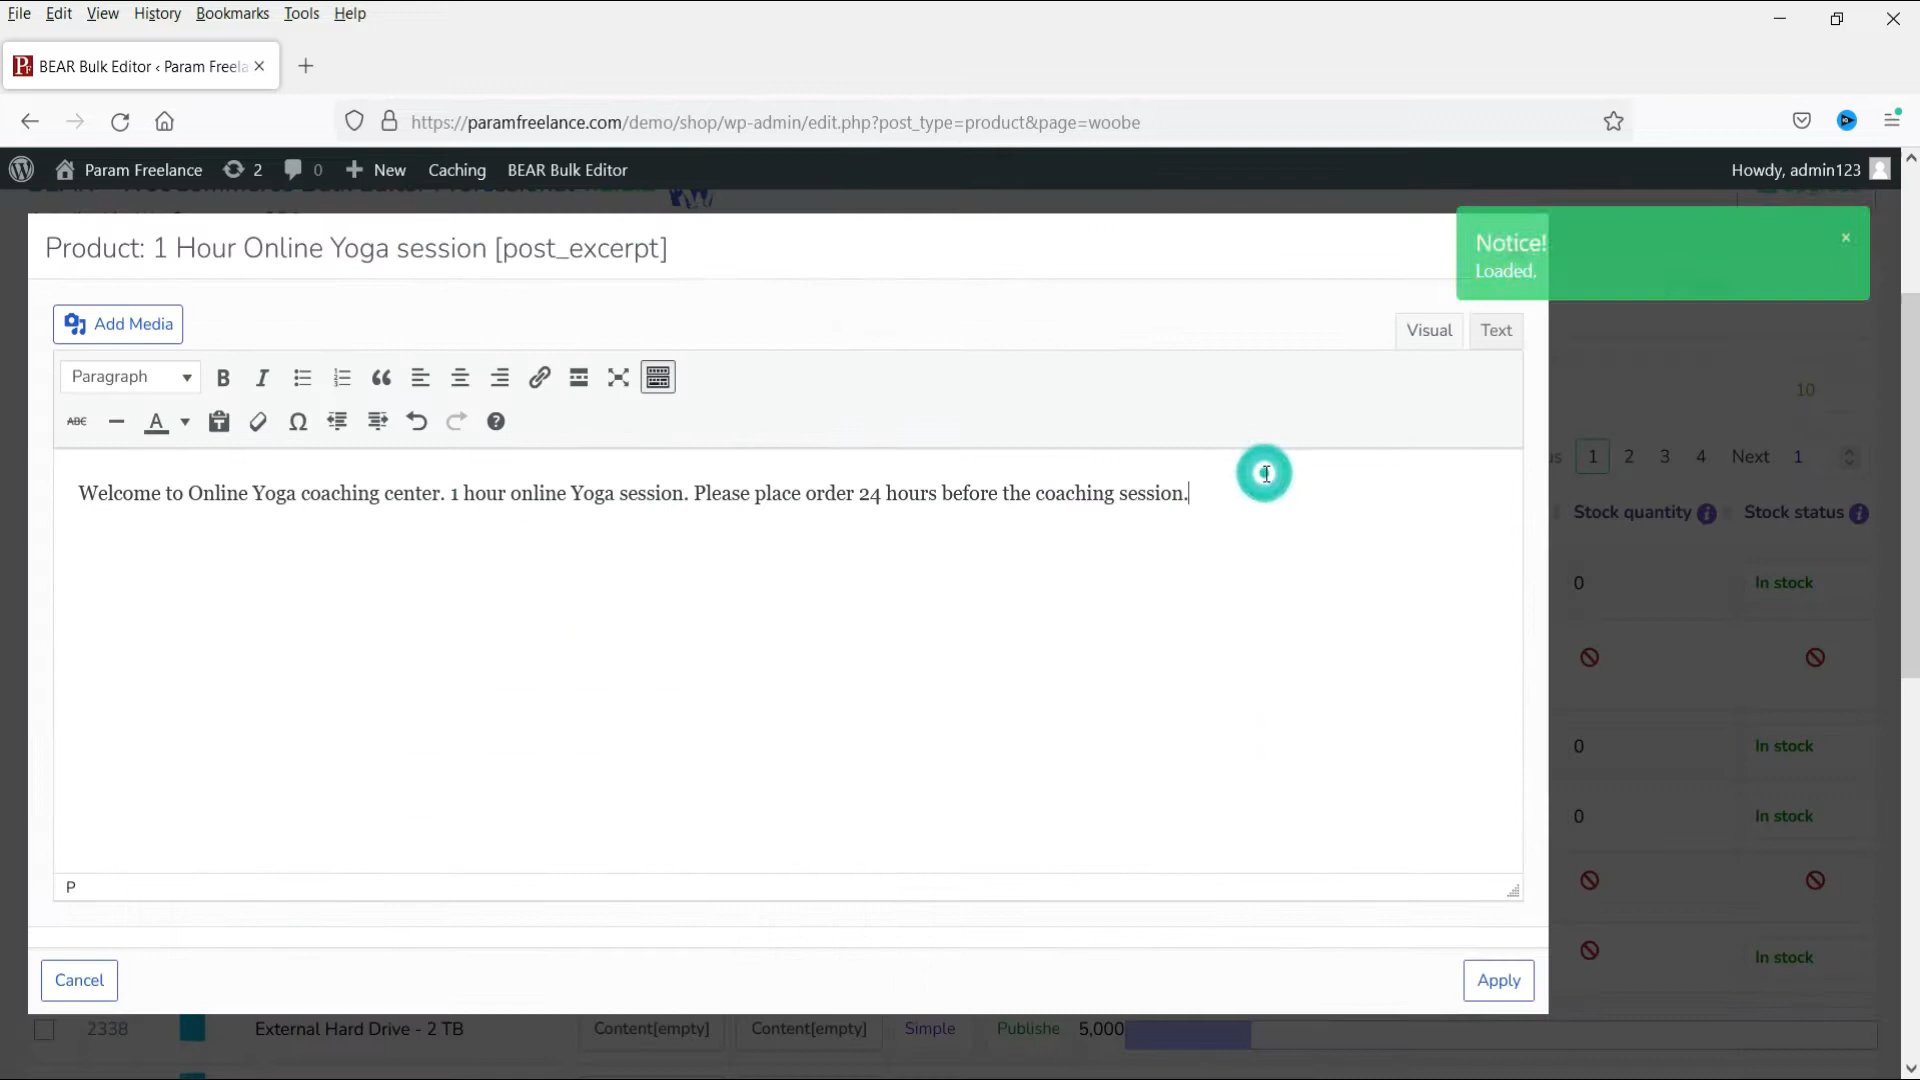 File Edit View History Bookmarks Tools Help
BEAR Bulk Editor ‹ Param Freela
https://paramfreelance.com/demo/shop/wp-admin/edit.php?post_type=product&page=woobe
Param Freelance 2 0 New Caching BEAR Bulk Editor Howdy, admin123
Product: 1 Hour Online Yoga session [post_excerpt]
Notice!
Loaded.
Add Media
Visual Text
Paragraph
B I
ABC A
10
1 2 3 4 Next 1
Welcome to Online Yoga coaching center. 1 hour online Yoga session. Please place order 24 hours before the coaching session.
Stock quantity Stock status
0 In stock
0 In stock
0 In stock
P
In stock
Cancel Apply
2338 External Hard Drive - 2 TB Content[empty] Content[empty] Simple Publishe 5,000